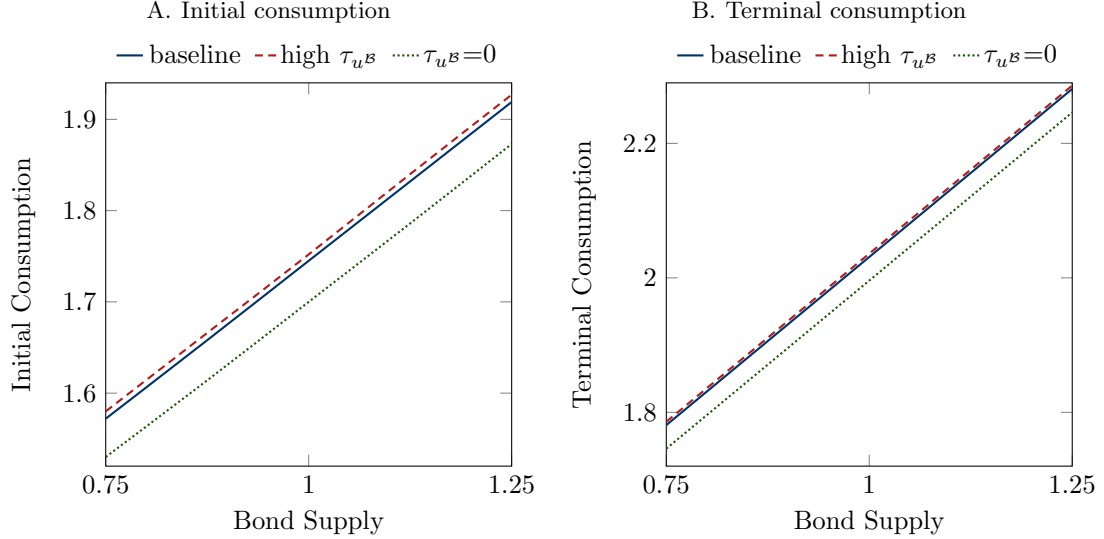 A. Initial consumption
baseline high τ_{u^ℬ} τ_{u^ℬ}=0
Initial Consumption
1.9
1.8
1.7
1.6
0.75 1 1.25
Bond Supply
B. Terminal consumption
baseline high τ_{u^ℬ} τ_{u^ℬ}=0
Terminal Consumption
2.2
2
1.8
0.75 1 1.25
Bond Supply